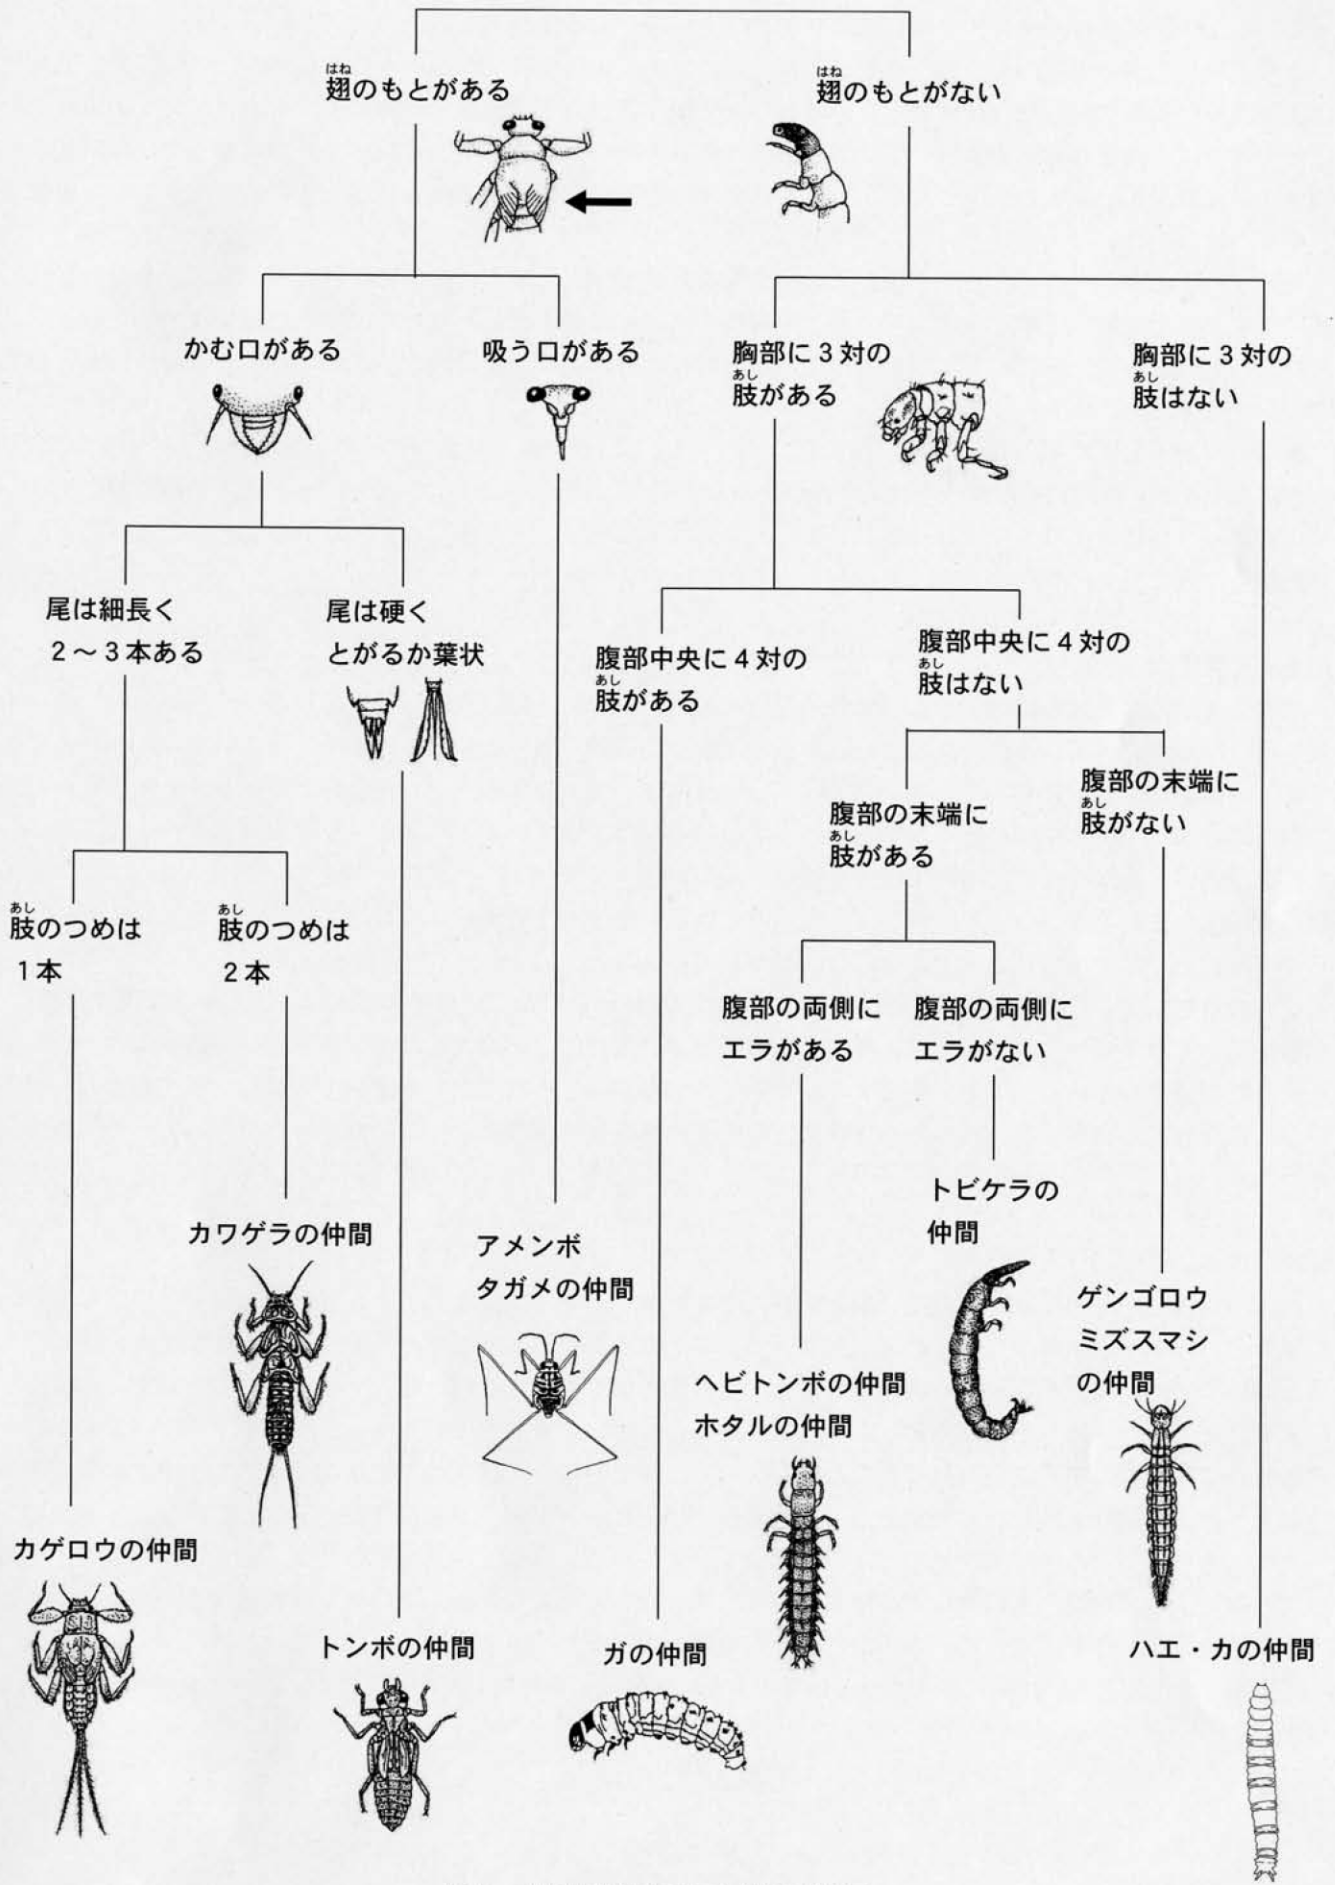 翅のもとがある
はね
翅のもとがない
はね
かむ口がある
吸う口がある
胸部に3対の
あし
肢がある
胸部に3対の
あし
肢はない
尾は細長く
2〜3本ある
尾は硬く
とがるか葉状
腹部中央に4対の
あし
肢がある
腹部中央に4対の
あし
肢はない
腹部の末端に
あし
肢がある
腹部の末端に
あし
肢がない
あし
肢のつめは
1本
あし
肢のつめは
2本
腹部の両側に
エラがある
腹部の両側に
エラがない
トビケラの
仲間
カワゲラの仲間
アメンボ
タガメの仲間
ゲンゴロウ
ミズスマシ
の仲間
ヘビトンボの仲間
ホタルの仲間
カゲロウの仲間
トンボの仲間
ガの仲間
ハエ・カの仲間